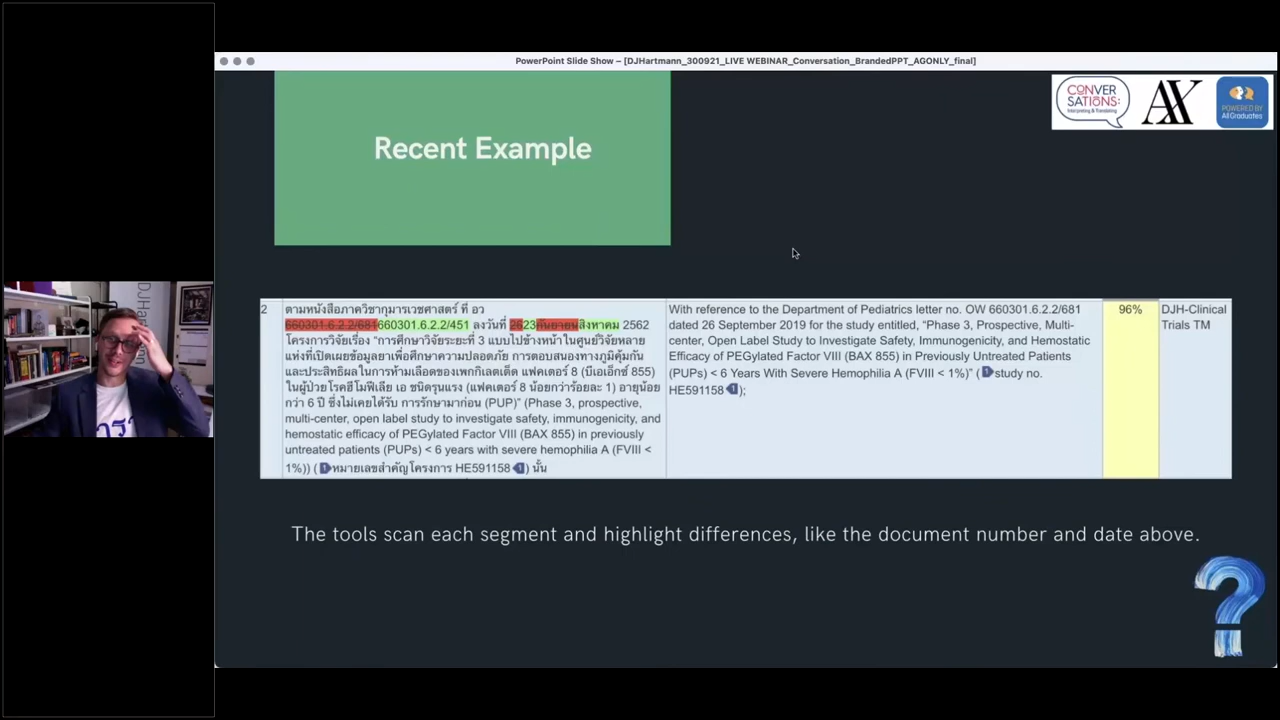 PowerPoint Slide Show – [DJHartmann_300921_LIVE WEBINAR_Conversation_BrandedPPT_AGONLY_final]
CONVERSATIONS:
Interpreting & Translating
AX
POWERED BY
AllGraduates
Recent Example
2
ตามหนังสือภาควิชากุมารเวชศาสตร์ ที่ อว
660301.6.2.2/681660301.6.2.2/451 ลงวันที่ 2623กันยายนสิงหาคม 2562
โครงการวิจัยเรื่อง "การศึกษาวิจัยระยะที่ 3 แบบไปข้างหน้าในศูนย์วิจัยหลาย
แห่งที่เปิดเผยข้อมูลยาเพื่อศึกษาความปลอดภัย การตอบสนองทางภูมิคุ้มกัน
และประสิทธิผลในการห้ามเลือดของเพกกิเลตเต็ด แฟคเตอร์ 8 (บีเอเอ็กซ์ 855)
ในผู้ป่วยโรคฮีโมฟีเลีย เอ ชนิดรุนแรง (แฟคเตอร์ 8 น้อยกว่าร้อยละ 1) อายุน้อย
กว่า 6 ปี ซึ่งไม่เคยได้รับ การรักษามาก่อน (PUP)" (Phase 3, prospective,
multi-center, open label study to investigate safety, immunogenicity, and
hemostatic efficacy of PEGylated Factor VIII (BAX 855) in previously
untreated patients (PUPs) < 6 years with severe hemophilia A (FVIII <
1%)) (1หมายเลขสำคัญโครงการ HE591158 1) นั้น
With reference to the Department of Pediatrics letter no. OW 660301.6.2.2/681
dated 26 September 2019 for the study entitled, "Phase 3, Prospective, Multi-
center, Open Label Study to Investigate Safety, Immunogenicity, and Hemostatic
Efficacy of PEGylated Factor VIII (BAX 855) in Previously Untreated Patients
(PUPs) < 6 Years With Severe Hemophilia A (FVIII < 1%)" (1study no.
HE591158 1);
96%
DJH-Clinical
Trials TM
The tools scan each segment and highlight differences, like the document number and date above.